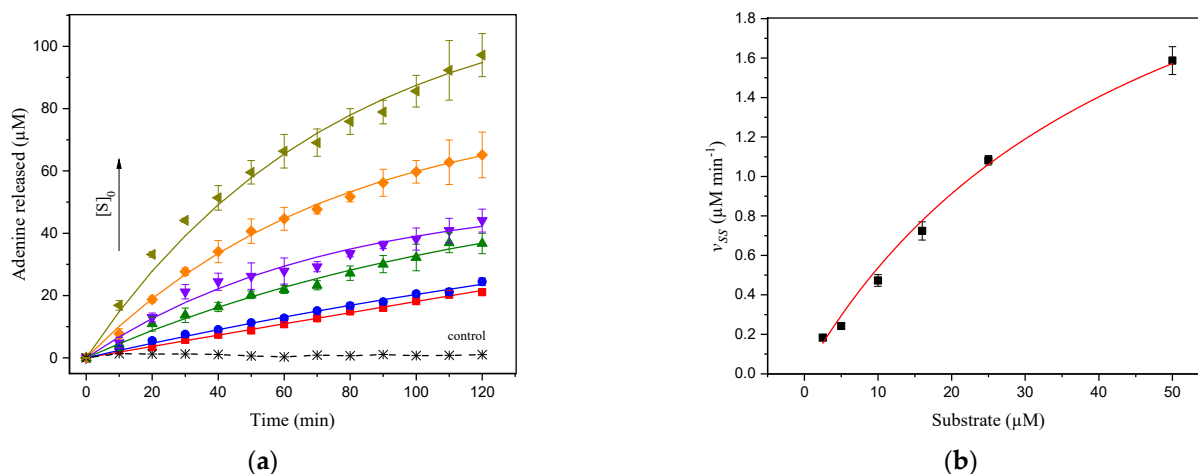 100
80
60
40
20
0
Adenine released (µM)
[S]₀
control
0 20 40 60 80 100 120
Time (min)
(a)
1.8
1.6
1.4
1.2
1.0
0.8
0.6
0.4
0.2
0.0
vss (µM min⁻¹)
0 10 20 30 40 50
Substrate (µM)
(b)